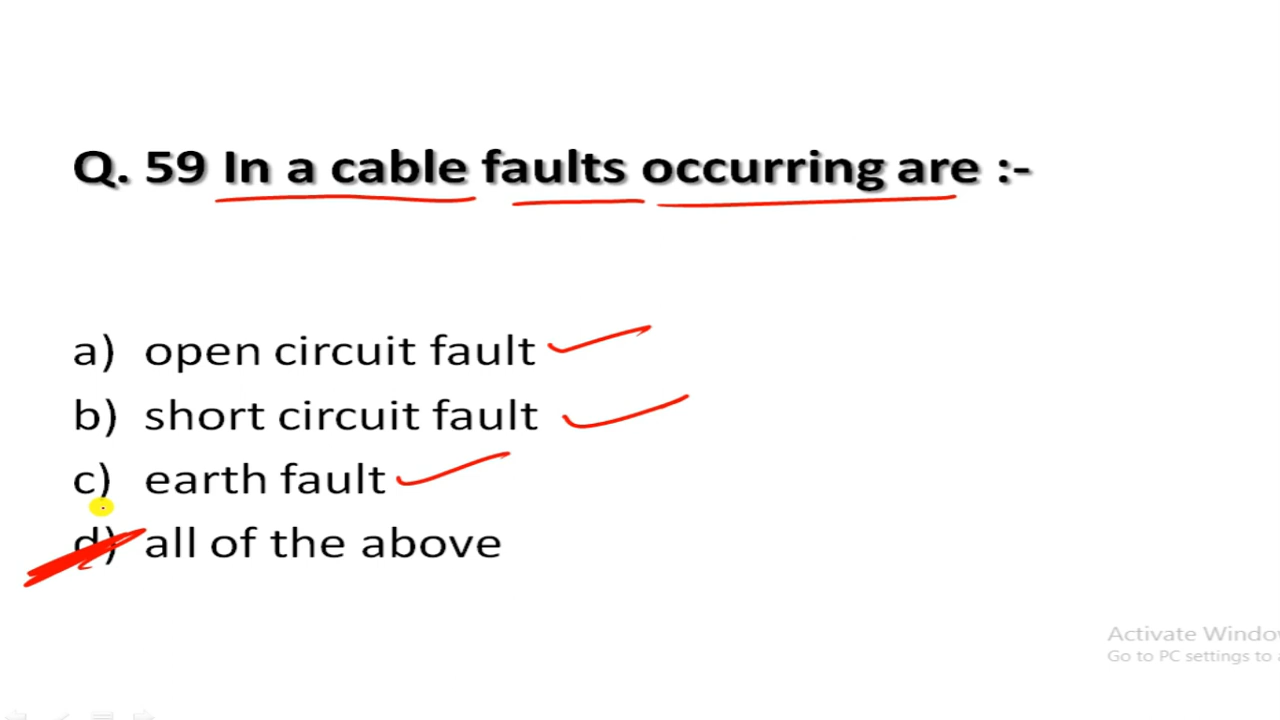 Q. 59 In a cable faults occurring are :-
a) open circuit fault
b) short circuit fault
c) earth fault
d) all of the above
Activate Windo
Go to PC settings to